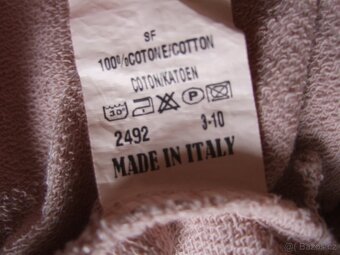 SF
100%COTONE/COTTON
COTON/KATOEN
30° P
2492 3-10
MADE IN ITALY